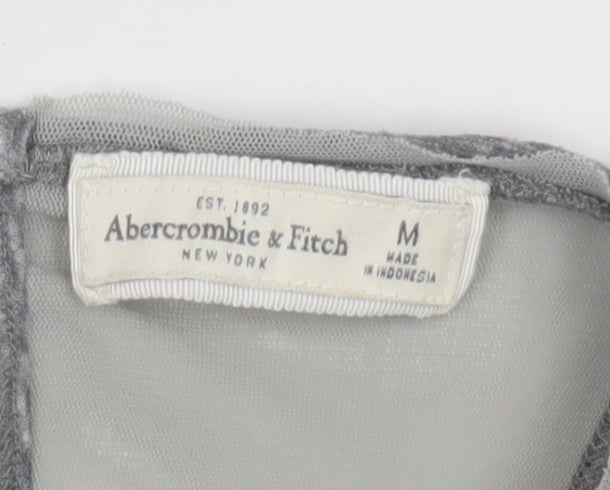 EST. 1892
Abercrombie & Fitch
NEW YORK
M
MADE
IN INDONESIA